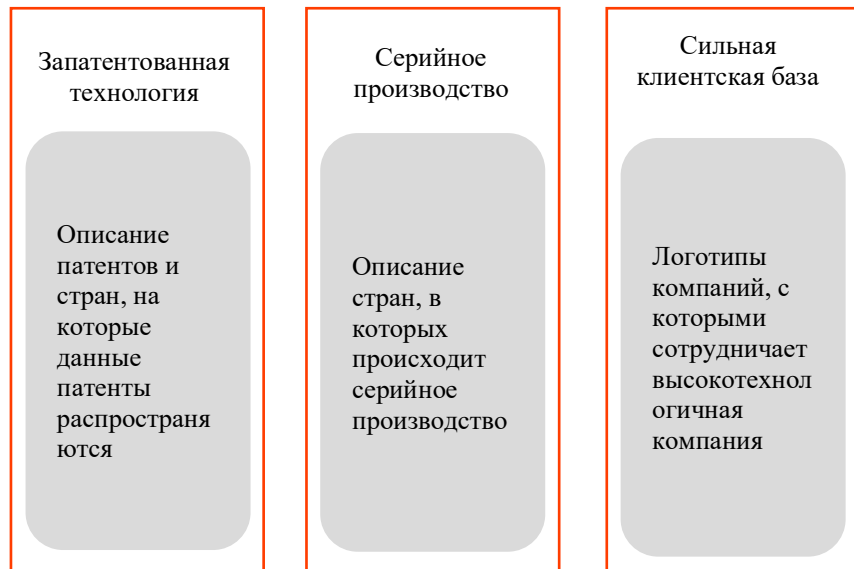 Запатентованная
технология
Описание
патентов и
стран, на
которые
данные
патенты
распространя
ются
Серийное
производство
Описание
стран, в
которых
происходит
серийное
производство
Сильная
клиентская база
Логотипы
компаний, с
которыми
сотрудничает
высокотехнол
огичная
компания